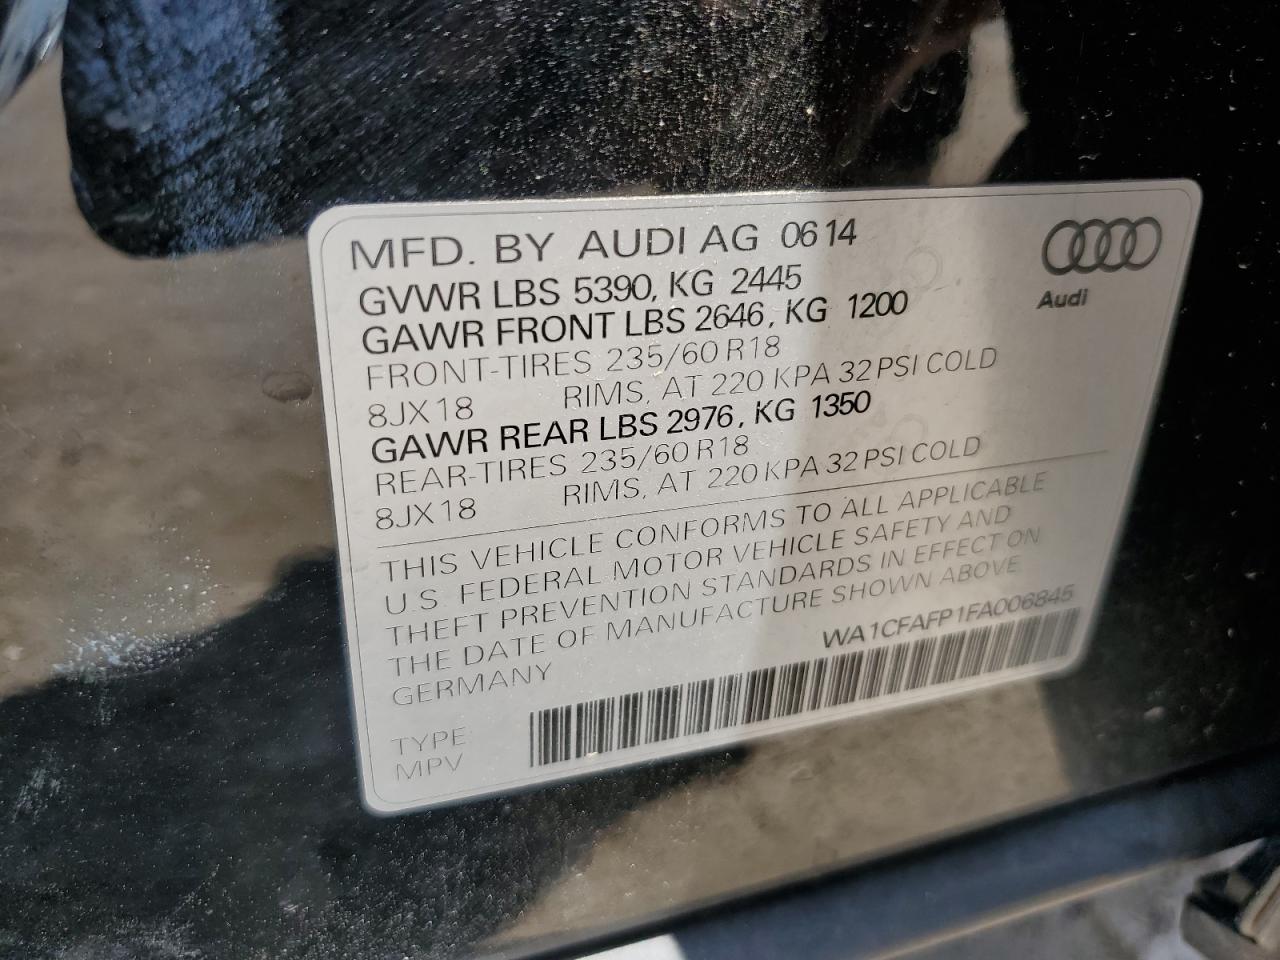 MFD. BY AUDI AG 0614
GVWR LBS 5390, KG 2445
GAWR FRONT LBS 2646, KG 1200
FRONT-TIRES 235/60 R18
8JX18 RIMS, AT 220 KPA 32 PSI COLD
GAWR REAR LBS 2976, KG 1350
REAR-TIRES 235/60 R18
8JX18 RIMS, AT 220 KPA 32 PSI COLD
Audi
THIS VEHICLE CONFORMS TO ALL APPLICABLE
U.S. FEDERAL MOTOR VEHICLE SAFETY AND
THEFT PREVENTION STANDARDS IN EFFECT ON
THE DATE OF MANUFACTURE SHOWN ABOVE
GERMANY
WA1CFAFP1FA006845
TYPE:
MPV